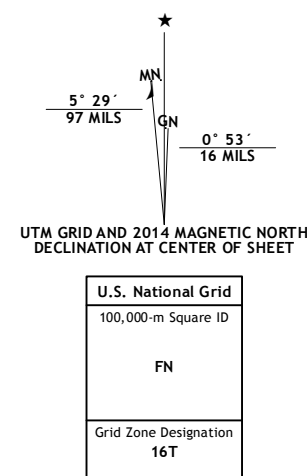 MN
5° 29´
97 MILS
GN
0° 53´
16 MILS
UTM GRID AND 2014 MAGNETIC NORTH
DECLINATION AT CENTER OF SHEET
U.S. National Grid
100,000-m Square ID
FN
Grid Zone Designation
16T